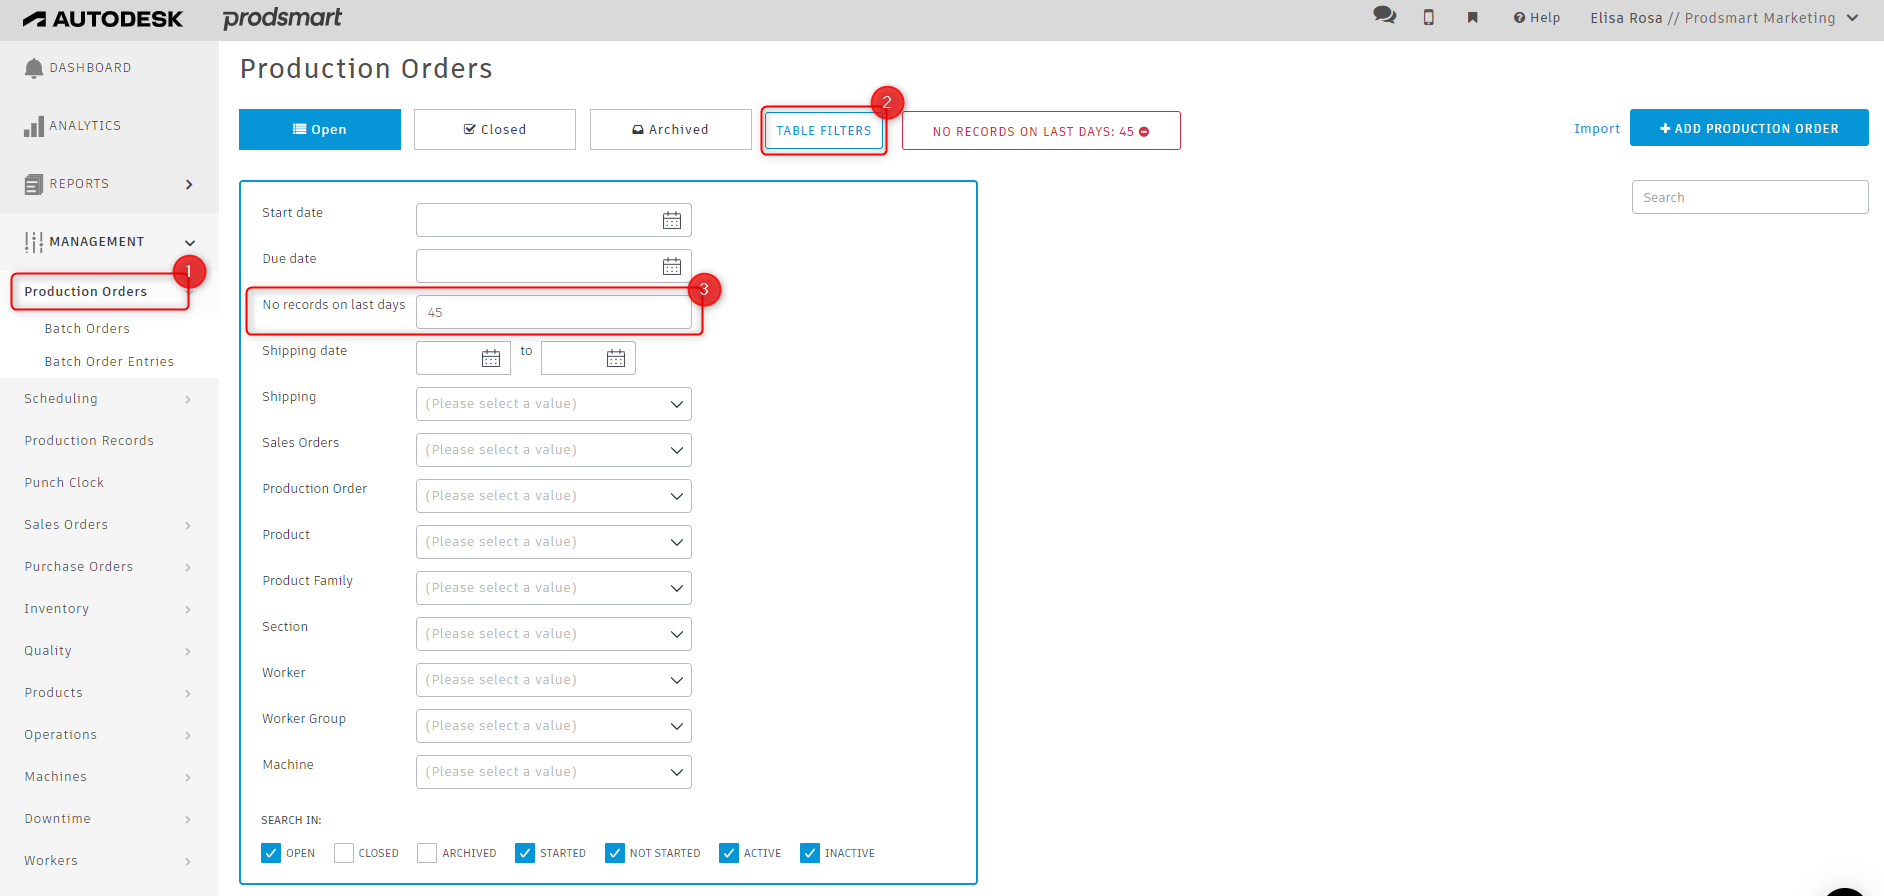 AUTODESK prodsmart
Help Elisa Rosa // Prodsmart Marketing
DASHBOARD
ANALYTICS
REPORTS
MANAGEMENT
1
Production Orders
Batch Orders
Batch Order Entries
Scheduling
Production Records
Punch Clock
Sales Orders
Purchase Orders
Inventory
Quality
Products
Operations
Machines
Downtime
Workers
Production Orders
Open Closed Archived TABLE FILTERS 2 NO RECORDS ON LAST DAYS: 45 Import ADD PRODUCTION ORDER
Search
Start date
Due date
No records on last days 45 3
Shipping date to
Shipping (Please select a value)
Sales Orders (Please select a value)
Production Order (Please select a value)
Product (Please select a value)
Product Family (Please select a value)
Section (Please select a value)
Worker (Please select a value)
Worker Group (Please select a value)
Machine (Please select a value)
SEARCH IN:
OPEN CLOSED ARCHIVED STARTED NOT STARTED ACTIVE INACTIVE